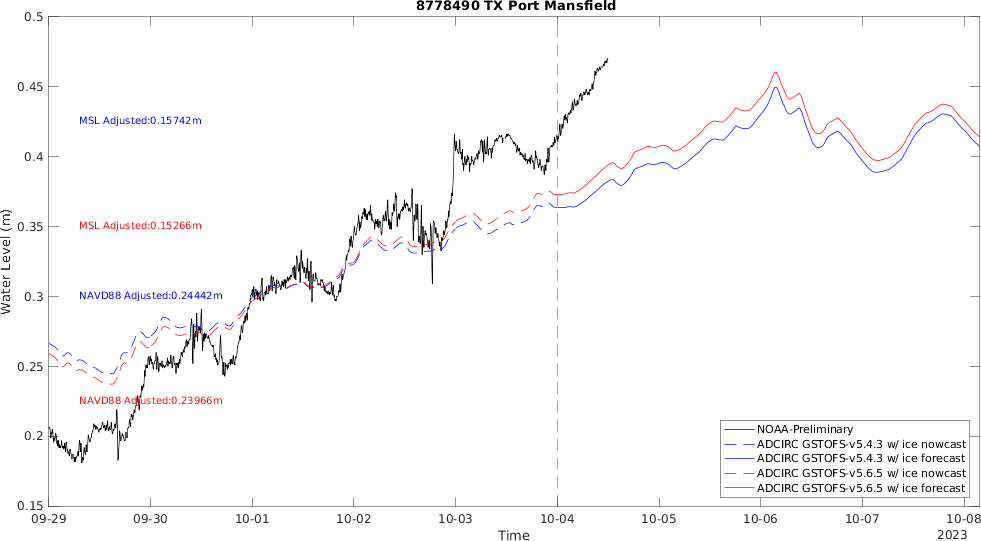 8778490 TX Port Mansfield
0.5
0.45
0.4
0.35
0.3
0.25
0.2
0.15
Water Level (m)
MSL Adjusted:0.15742m
MSL Adjusted:0.15266m
NAVD88 Adjusted:0.24442m
NAVD88 Adjusted:0.23966m
NOAA-Preliminary
ADCIRC GSTOFS-v5.4.3 w/ ice nowcast
ADCIRC GSTOFS-v5.4.3 w/ ice forecast
ADCIRC GSTOFS-v5.6.5 w/ ice nowcast
ADCIRC GSTOFS-v5.6.5 w/ ice forecast
09-29 09-30 10-01 10-02 10-03 10-04 10-05 10-06 10-07 10-08
Time
2023